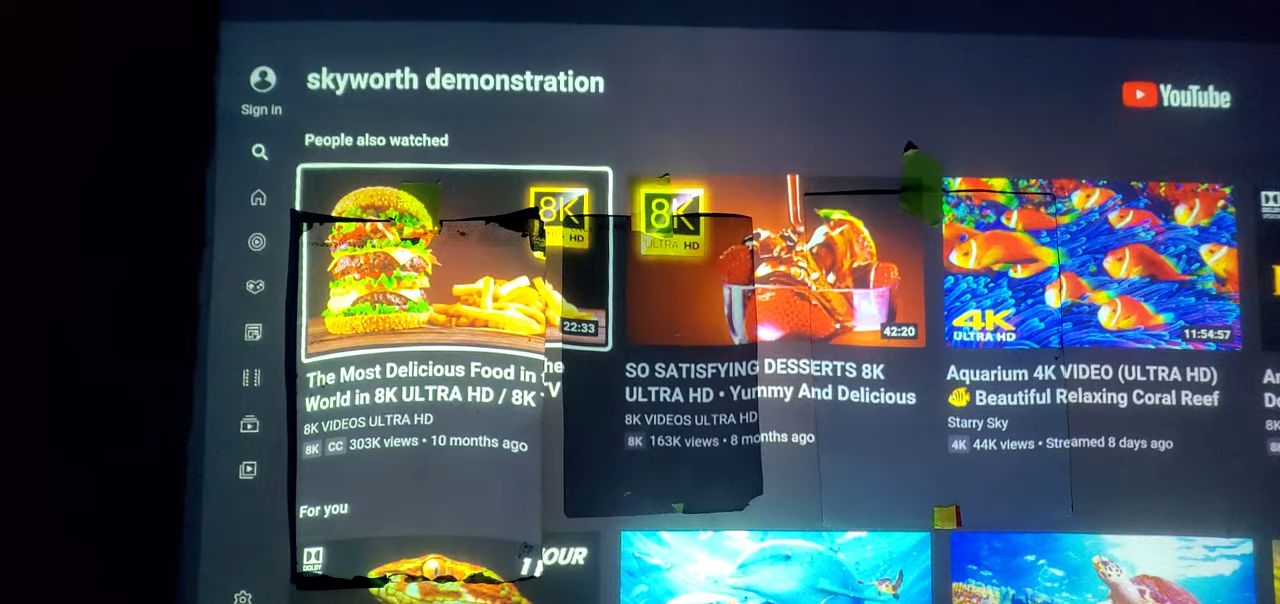 skyworth demonstration
YouTube
Sign in
People also watched
8K
HD
22:33
The Most Delicious Food in the
World in 8K ULTRA HD / 8K TV
8K VIDEOS ULTRA HD
8K CC 303K views • 10 months ago
8K
ULTRA HD
42:20
SO SATISFYING DESSERTS 8K
ULTRA HD • Yummy And Delicious
8K VIDEOS ULTRA HD
8K 163K views • 8 months ago
4K
ULTRA HD
11:54:57
Aquarium 4K VIDEO (ULTRA HD)
🐠 Beautiful Relaxing Coral Reef
Starry Sky
4K 44K views • Streamed 8 days ago
8K
For you
DOLBY
HOUR